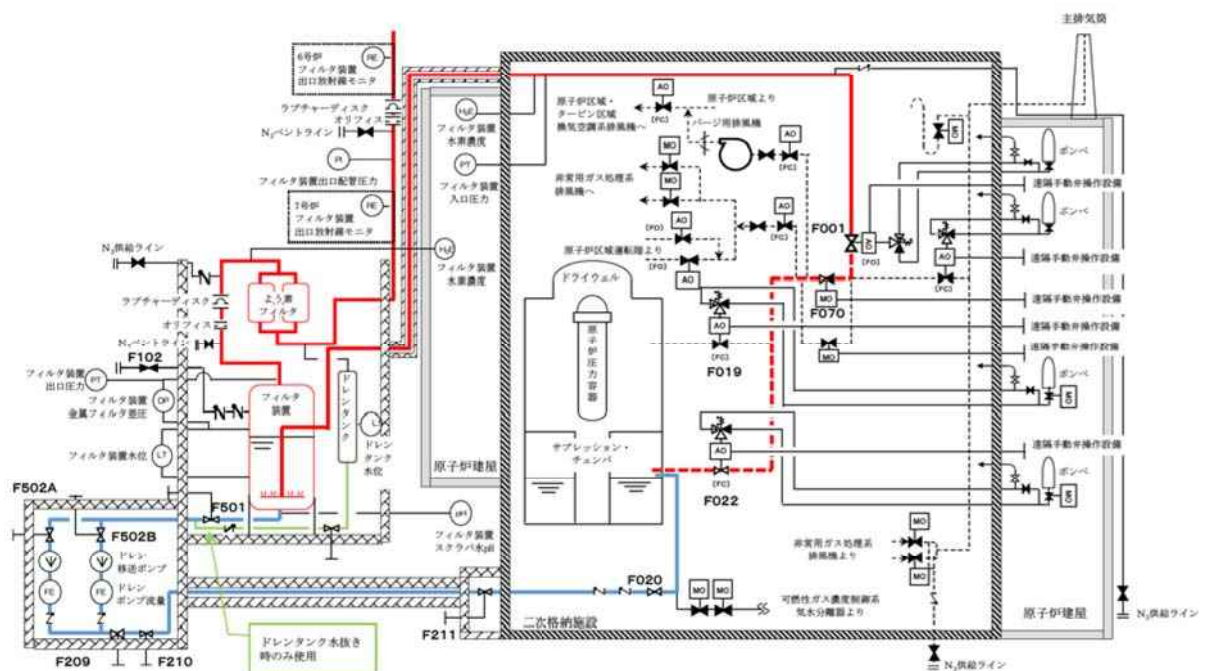 主排気筒
6号炉
フィルタ装置
出口放射線モニタ
RE
ラプチャーディスク
オリフィス
N₂ベントライン
PI
フィルタ装置出口配管圧力
7号炉
フィルタ装置
出口放射線モニタ
RE
H₂E
フィルタ装置
水素濃度
PT
フィルタ装置
入口圧力
H₂E
フィルタ装置
水素濃度
原子炉区域・
タービン区域
換気空調系排風機へ
AO
[FC]
原子炉区域より
パージ用排風機
AO
[FC]
MO
非常用ガス処理系
排風機へ
MO
AO
[FO]
AO
[FC]
原子炉区域運転階より
[FO]
AO
F001
AO
[FO]
MO
ボンベ
遠隔手動弁操作設備
ボンベ
AO
[FC]
遠隔手動弁操作設備
遠隔手動弁操作設備
遠隔手動弁操作設備
遠隔手動弁操作設備
MO
F070
MO
ドライウェル
原子炉圧力容器
サプレッション・
チェンバ
AO
[FC]
F019
AO
[FC]
F022
ボンベ
MO
遠隔手動弁操作設備
ボンベ
MO
N₂供給ライン
ラプチャーディスク
オリフィス
N₂ベントライン
よう素
フィルタ
F102
フィルタ装置
出口圧力
PT
フィルタ装置
金属フィルタ差圧
DP
フィルタ装置水位
LT
フィルタ
装置
ドレンタンク
ドレン
タンク
水位
原子炉建屋
F502A
F501
F502B
ドレン
移送ポンプ
FE
FE
ドレン
ポンプ流量
pH
フィルタ装置
スクラバ水pH
F209
F210
ドレンタンク水抜き
時のみ使用
F211
F020
MO
MO
二次格納施設
非常用ガス処理系
排風機より
MO
MO
可燃性ガス濃度制御系
気水分離器より
原子炉建屋
N₂供給ライン
N₂供給ライン